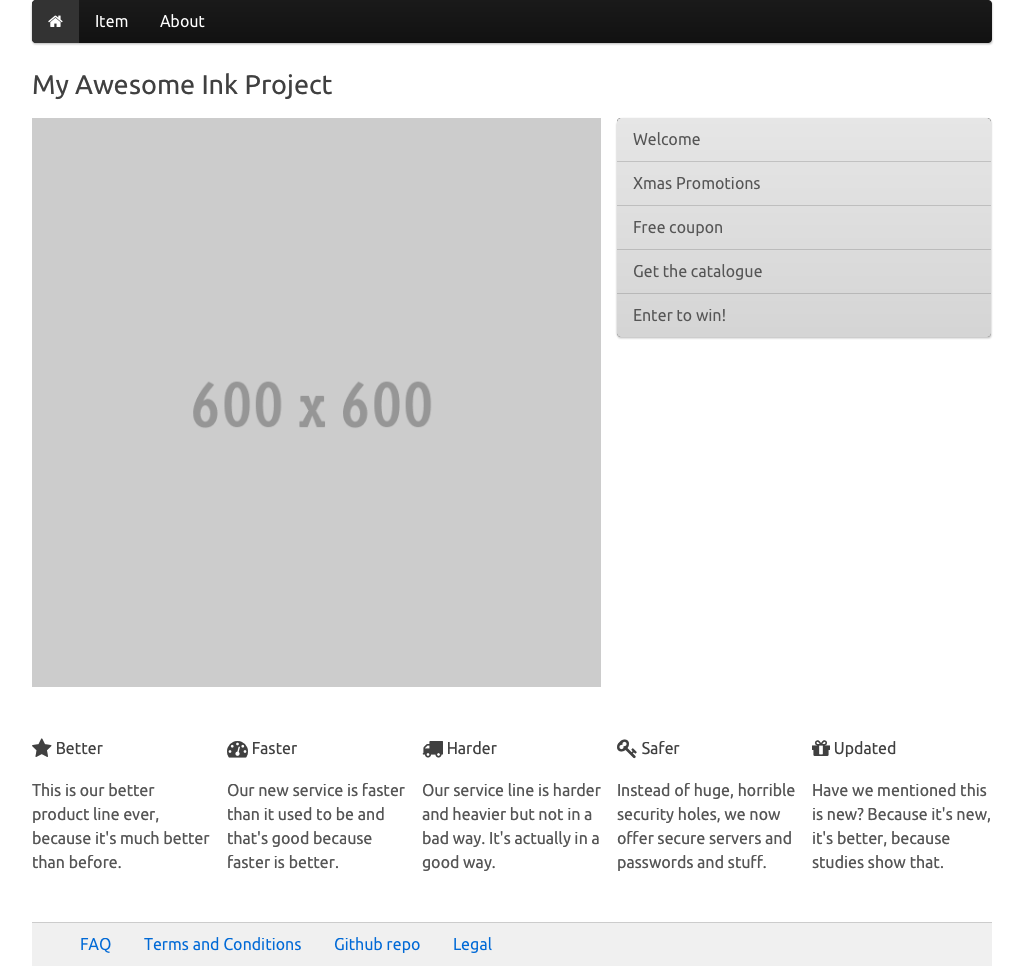 Item About
My Awesome Ink Project
600 x 600
Welcome
Xmas Promotions
Free coupon
Get the catalogue
Enter to win!
Better
This is our better
product line ever,
because it's much better
than before.
Faster
Our new service is faster
than it used to be and
that's good because
faster is better.
Harder
Our service line is harder
and heavier but not in a
bad way. It's actually in a
good way.
Safer
Instead of huge, horrible
security holes, we now
offer secure servers and
passwords and stuff.
Updated
Have we mentioned this
is new? Because it's new,
it's better, because
studies show that.
FAQ Terms and Conditions Github repo Legal